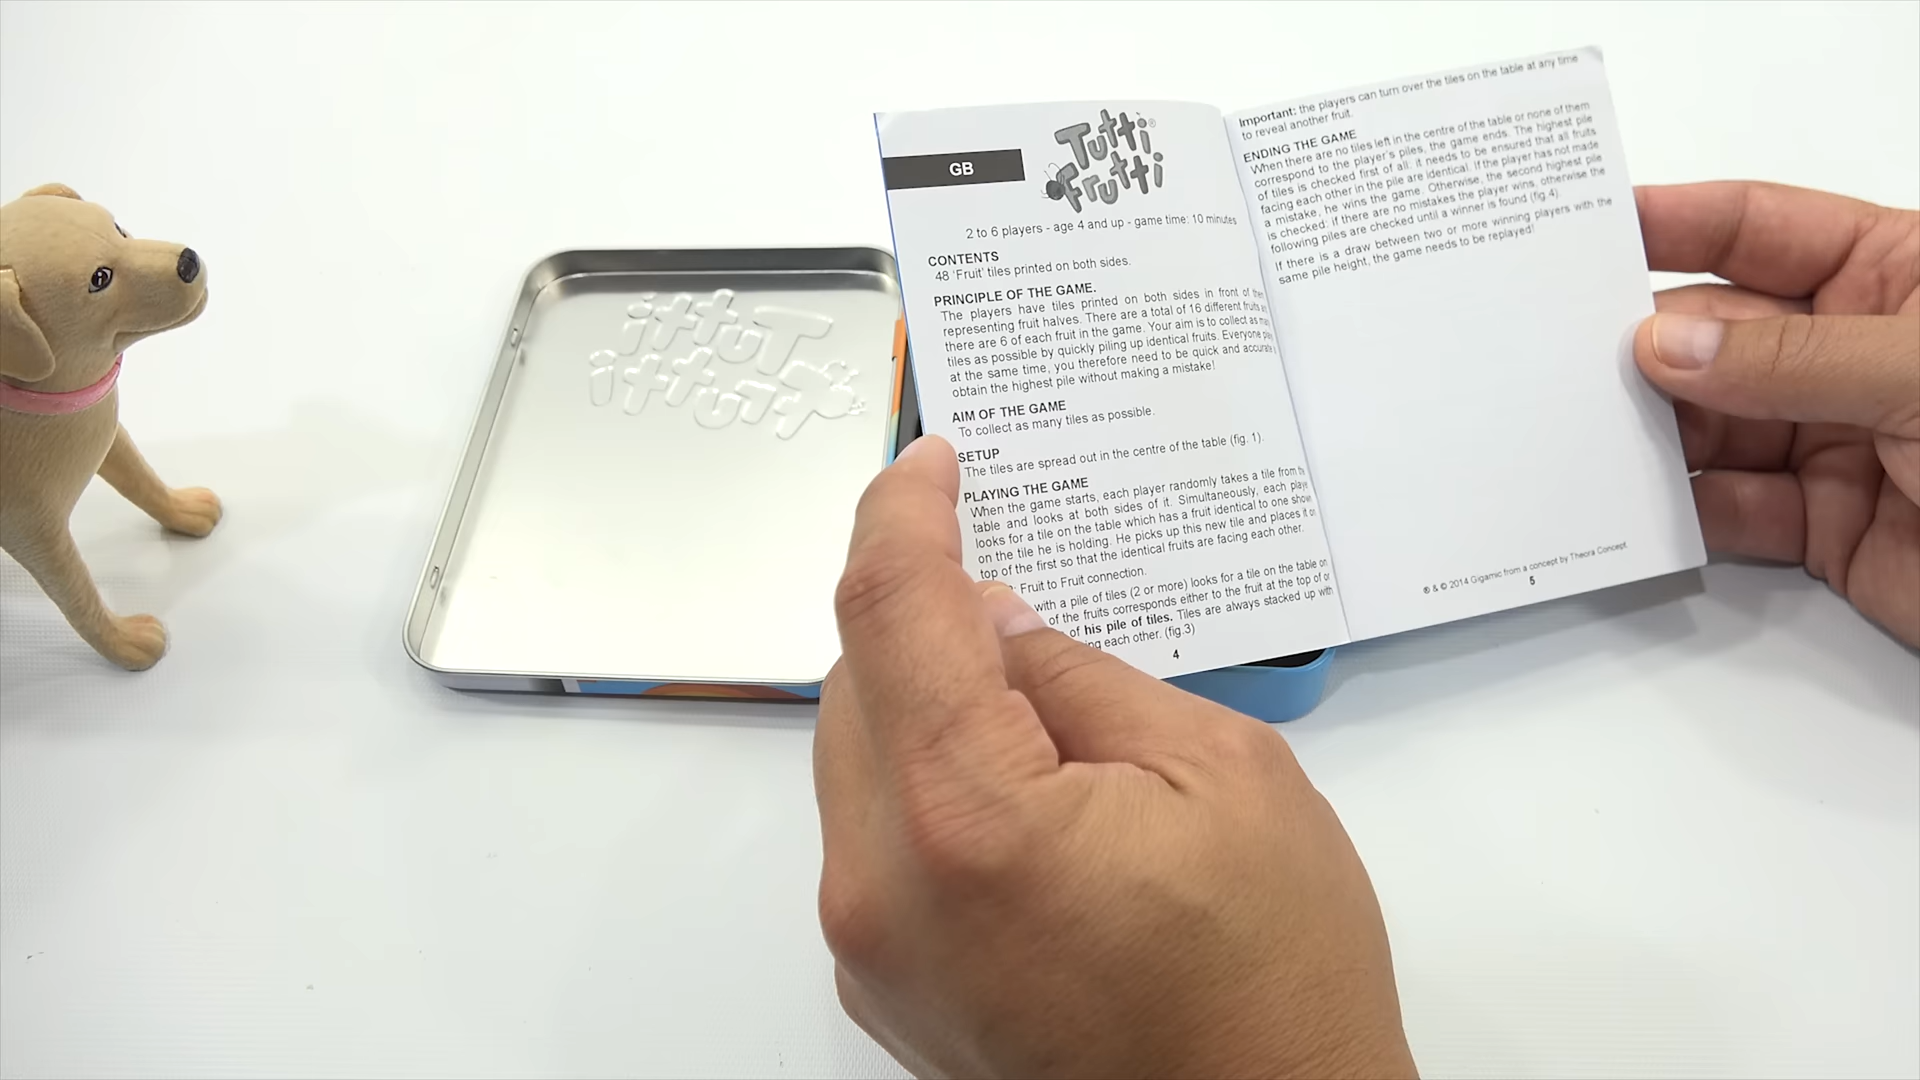 GB
Tutti®
Frutti
2 to 6 players - age 4 and up - game time: 10 minutes
CONTENTS
48 'Fruit' tiles printed on both sides.
PRINCIPLE OF THE GAME.
The players have tiles printed on both sides in front of
representing fruit halves. There are a total of 16 different fruits
there are 6 of each fruit in the game. Your aim is to collect as
tiles as possible by quickly piling up identical fruits. Everyone
at the same time, you therefore need to be quick and accurate
obtain the highest pile without making a mistake!
AIM OF THE GAME
To collect as many tiles as possible.
SETUP
The tiles are spread out in the centre of the table (fig. 1).
PLAYING THE GAME
When the game starts, each player randomly takes a tile from
table and looks at both sides of it. Simultaneously, each
looks for a tile on the table which has a fruit identical to one
on the tile he is holding. He picks up this new tile and places it
top of the first so that the identical fruits are facing each other.
: Fruit to Fruit connection.
with a pile of tiles (2 or more) looks for a tile on the table on
of the fruits corresponds either to the fruit at the top of or
of his pile of tiles. Tiles are always stacked up with
each other. (fig.3)
4
Important: the players can turn over the tiles on the table at any time
to reveal another fruit.
ENDING THE GAME
When there are no tiles left in the centre of the table or none of them
correspond to the player's piles, the game ends. The highest pile
of tiles is checked first of all: it needs to be ensured that all fruits
facing each other in the pile are identical. If the player has not made
a mistake, he wins the game. Otherwise, the second highest pile
is checked: if there are no mistakes the player wins, otherwise the
following piles are checked until a winner is found (fig.4).
If there is a draw between two or more winning players with the
same pile height, the game needs to be replayed!
® & © 2014 Gigamic from a concept by Theora Concept.
5
Tutti
Frutti